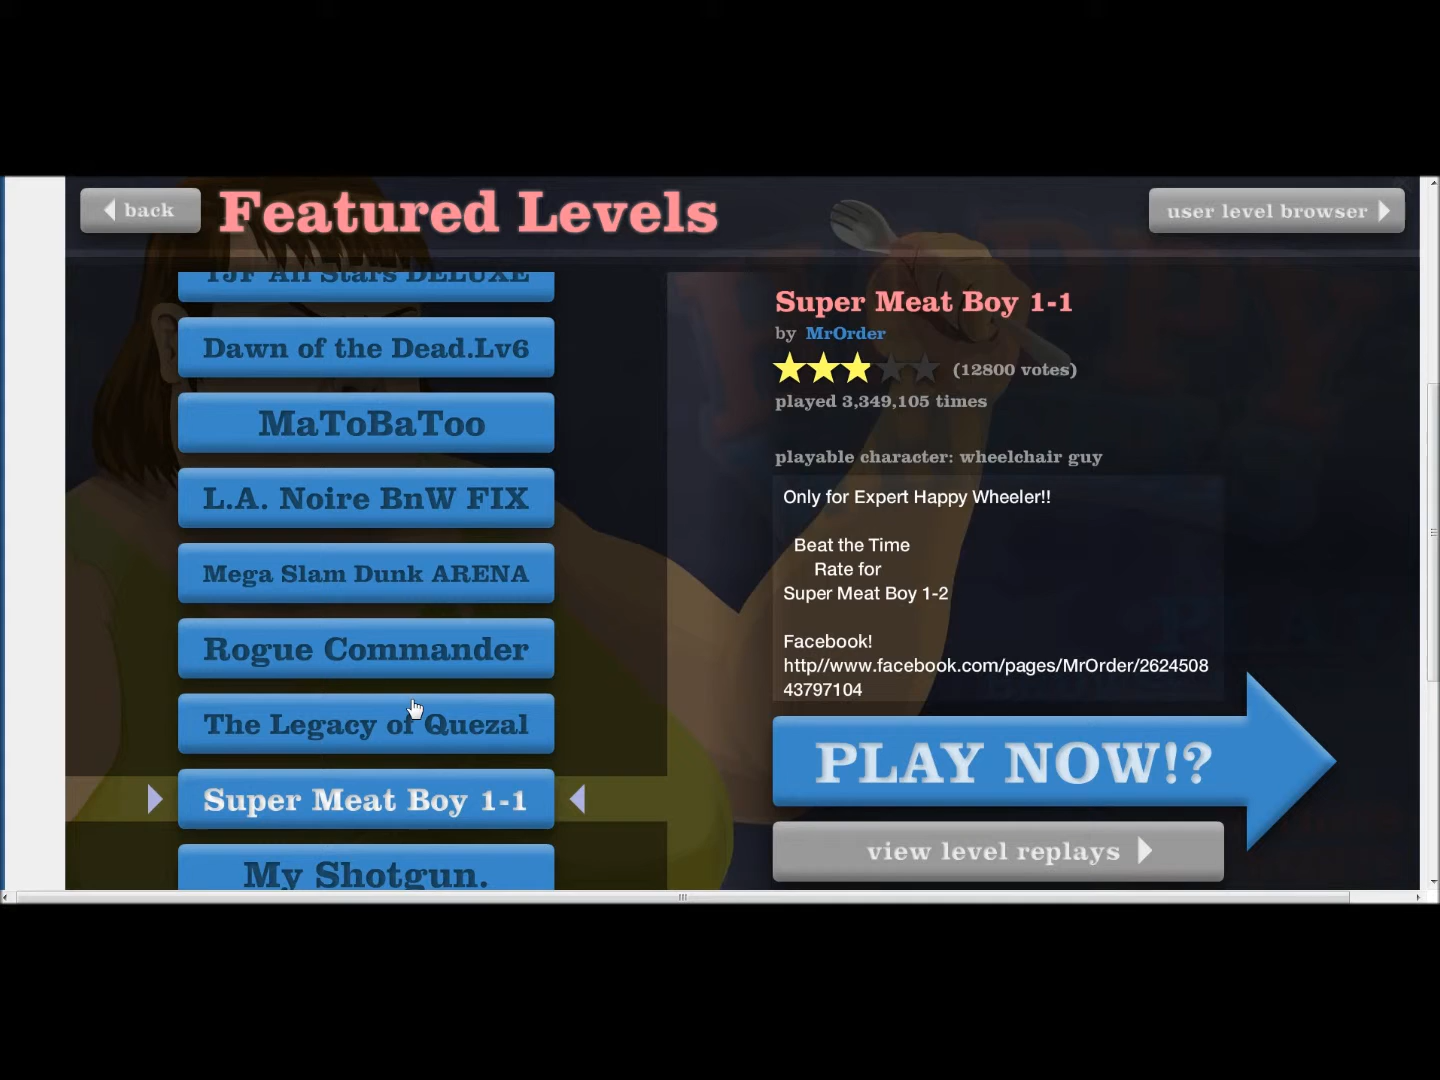 back
Featured Levels
user level browser
TJF All Stars DELUXE
Dawn of the Dead.Lv6
MaToBaToo
L.A. Noire BnW FIX
Mega Slam Dunk ARENA
Rogue Commander
The Legacy of Quezal
Super Meat Boy 1-1
My Shotgun.
Super Meat Boy 1-1
by MrOrder
(12800 votes)
played 3,349,105 times
playable character: wheelchair guy
Only for Expert Happy Wheeler!!
Beat the Time
Rate for
Super Meat Boy 1-2
Facebook!
http//www.facebook.com/pages/MrOrder/2624508
43797104
PLAY NOW!?
view level replays